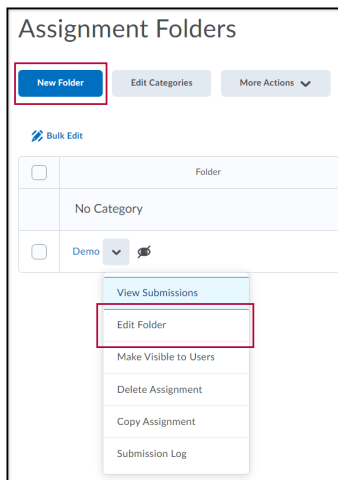 Assignment Folders
New Folder Edit Categories More Actions
Bulk Edit
Folder
No Category
Demo
View Submissions
Edit Folder
Make Visible to Users
Delete Assignment
Copy Assignment
Submission Log